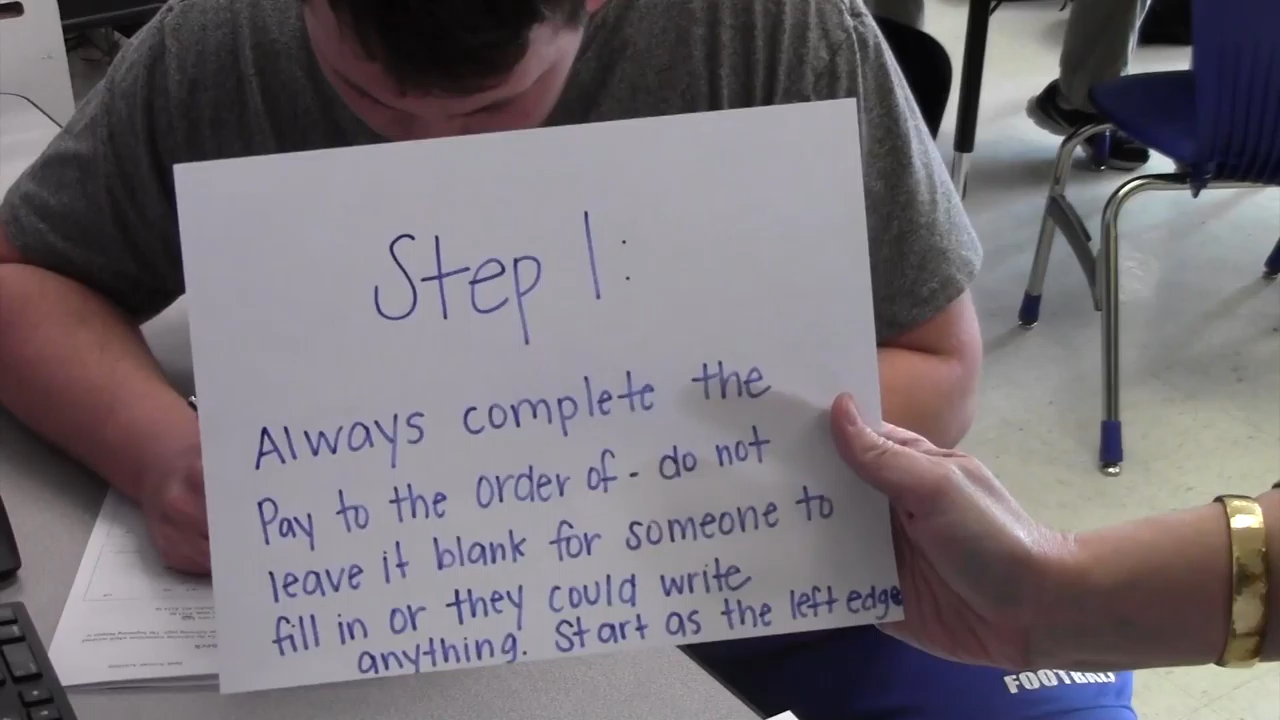 Step 1:
Always complete the
Pay to the order of - do not
leave it blank for someone to
fill in or they could write
anything. Start as the left edge
FOOTBALL